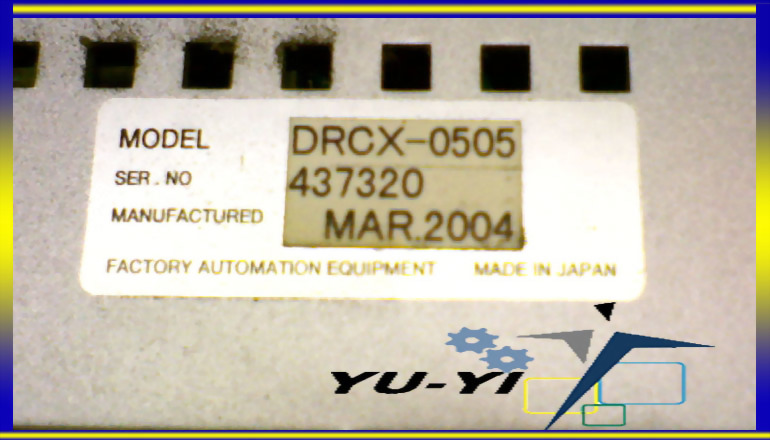 MODEL DRCX-0505
SER. NO 437320
MANUFACTURED MAR.2004
FACTORY AUTOMATION EQUIPMENT MADE IN JAPAN
YU-YI